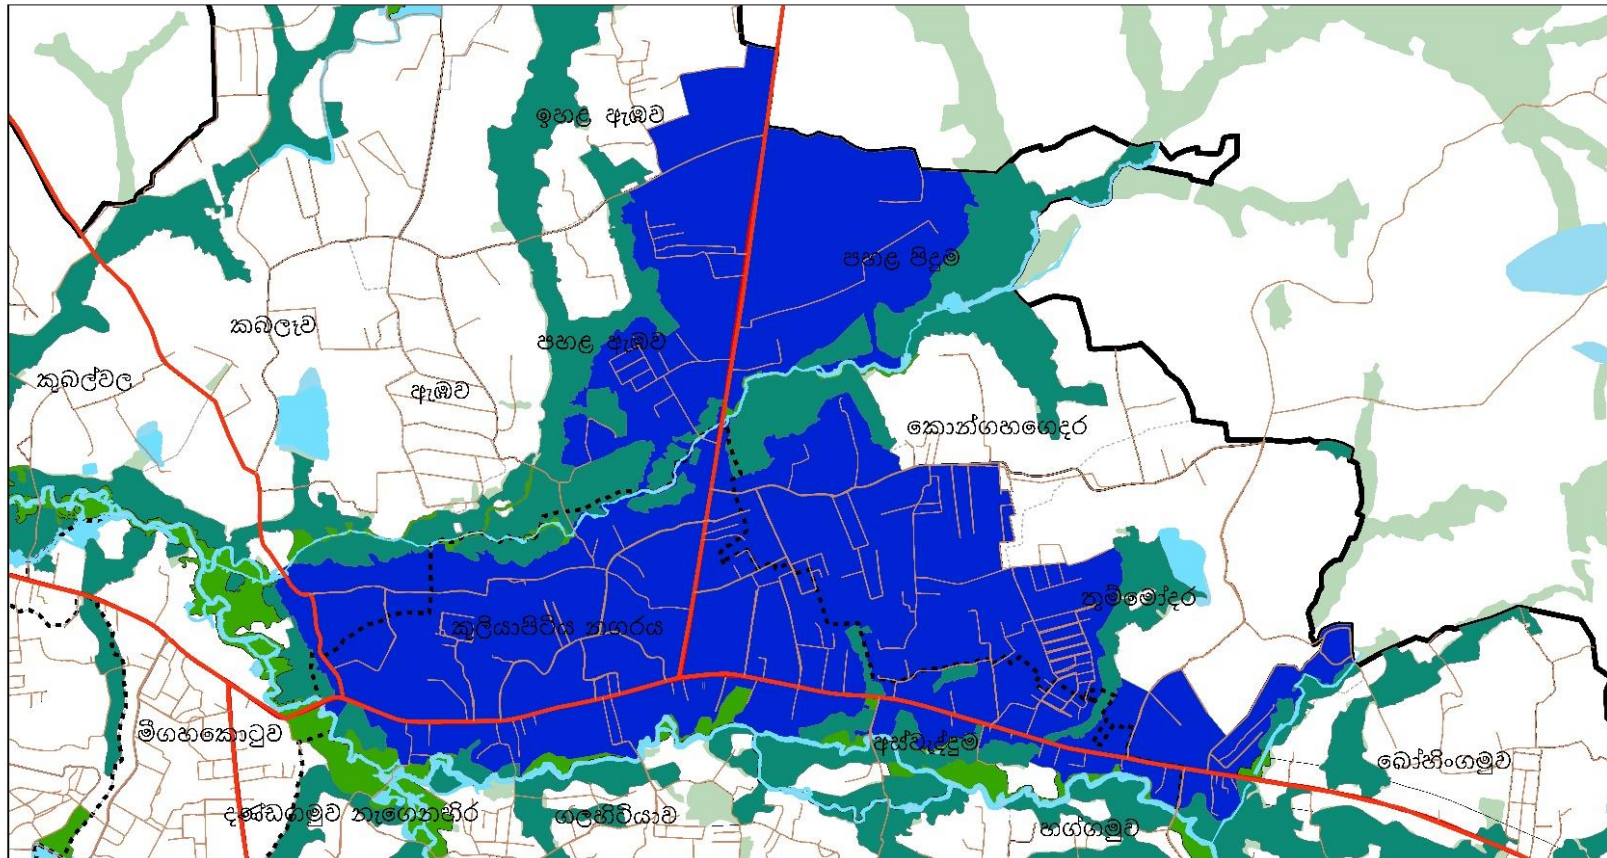 ඉහළ ඇඹව
පහළ පිදුම
කබලෑව
පහළ ඇඹව
කුබල්වල
ඇඹව
කොන්ගහගෙදර
තුම්මෝදර
කුලියාපිටිය නගරය
මීගහකොටුව
අස්වැද්දුම
බෝහිංගමුව
දණ්ඩගමුව නැගෙනහිර
ගලහිටියාව
හග්ගමුව